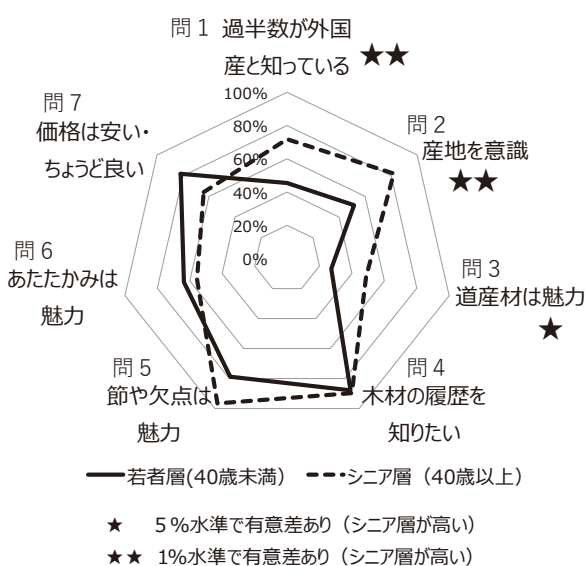 問1 過半数が外国
産と知っている ★★
問2
産地を意識
★★
問3
道産材は魅力
★
問4
木材の履歴を
知りたい
問5
節や欠点は
魅力
問6
あたたかみは
魅力
問7
価格は安い・
ちょうど良い
100%
80%
60%
40%
20%
0%
若者層(40歳未満)
シニア層（40歳以上）
★ 5%水準で有意差あり（シニア層が高い）
★★ 1%水準で有意差あり（シニア層が高い）